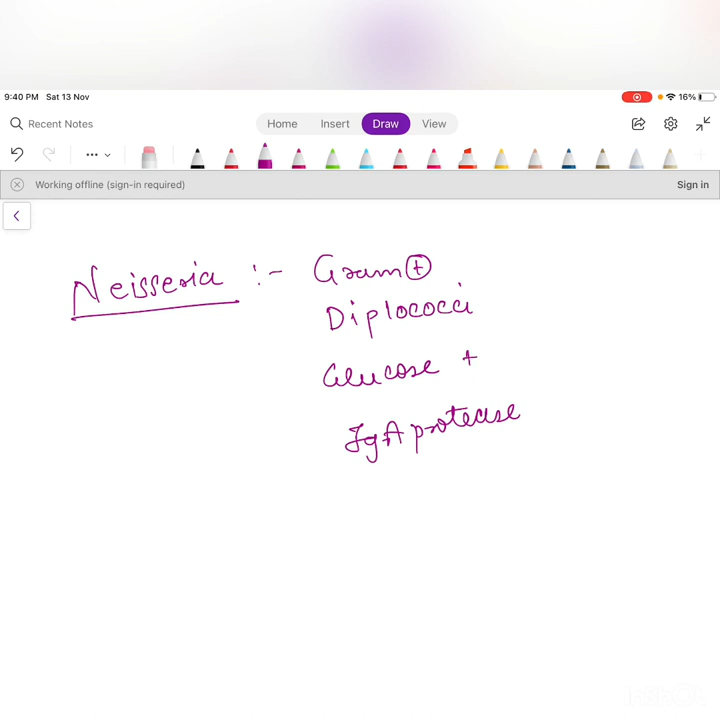 9:40 PM Sat 13 Nov 16%
Recent Notes Home Insert Draw View
Working offline (sign-in required) Sign in
Neisseria :- Gram ⊕
Diplococci
Glucose +
IgA protease